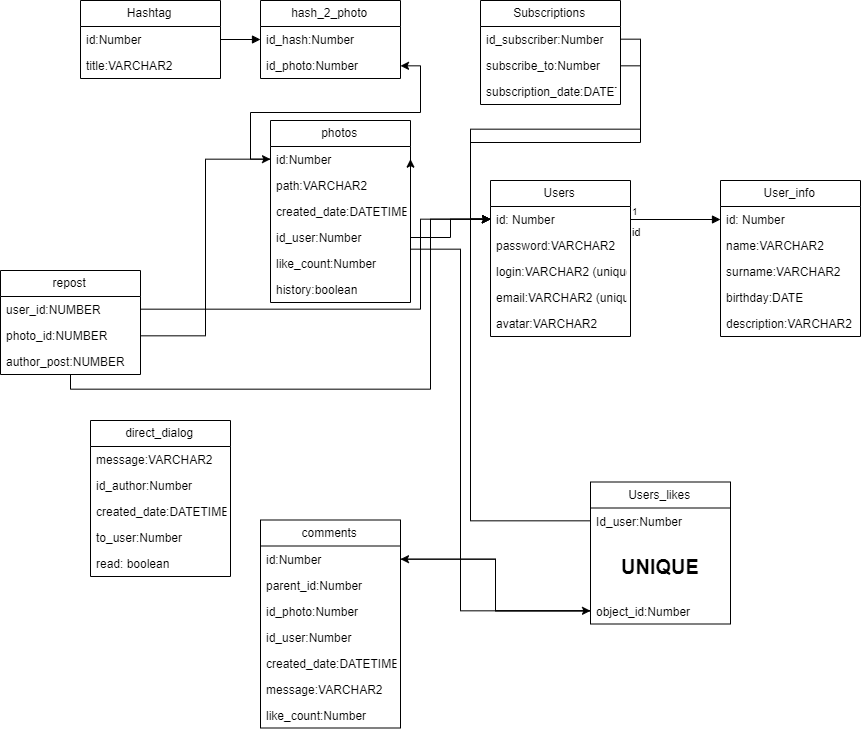 Hashtag
id:Number
title:VARCHAR2
hash_2_photo
id_hash:Number
id_photo:Number
Subscriptions
id_subscriber:Number
subscribe_to:Number
subscription_date:DATE
photos
id:Number
path:VARCHAR2
created_date:DATETIME
id_user:Number
like_count:Number
history:boolean
Users
id: Number
password:VARCHAR2
login:VARCHAR2 (uniqu
email:VARCHAR2 (uniqu
avatar:VARCHAR2
1
id
User_info
id: Number
name:VARCHAR2
surname:VARCHAR2
birthday:DATE
description:VARCHAR2
repost
user_id:NUMBER
photo_id:NUMBER
author_post:NUMBER
direct_dialog
message:VARCHAR2
id_author:Number
created_date:DATETIME
to_user:Number
read: boolean
comments
id:Number
parent_id:Number
id_photo:Number
id_user:Number
created_date:DATETIME
message:VARCHAR2
like_count:Number
Users_likes
Id_user:Number
UNIQUE
object_id:Number